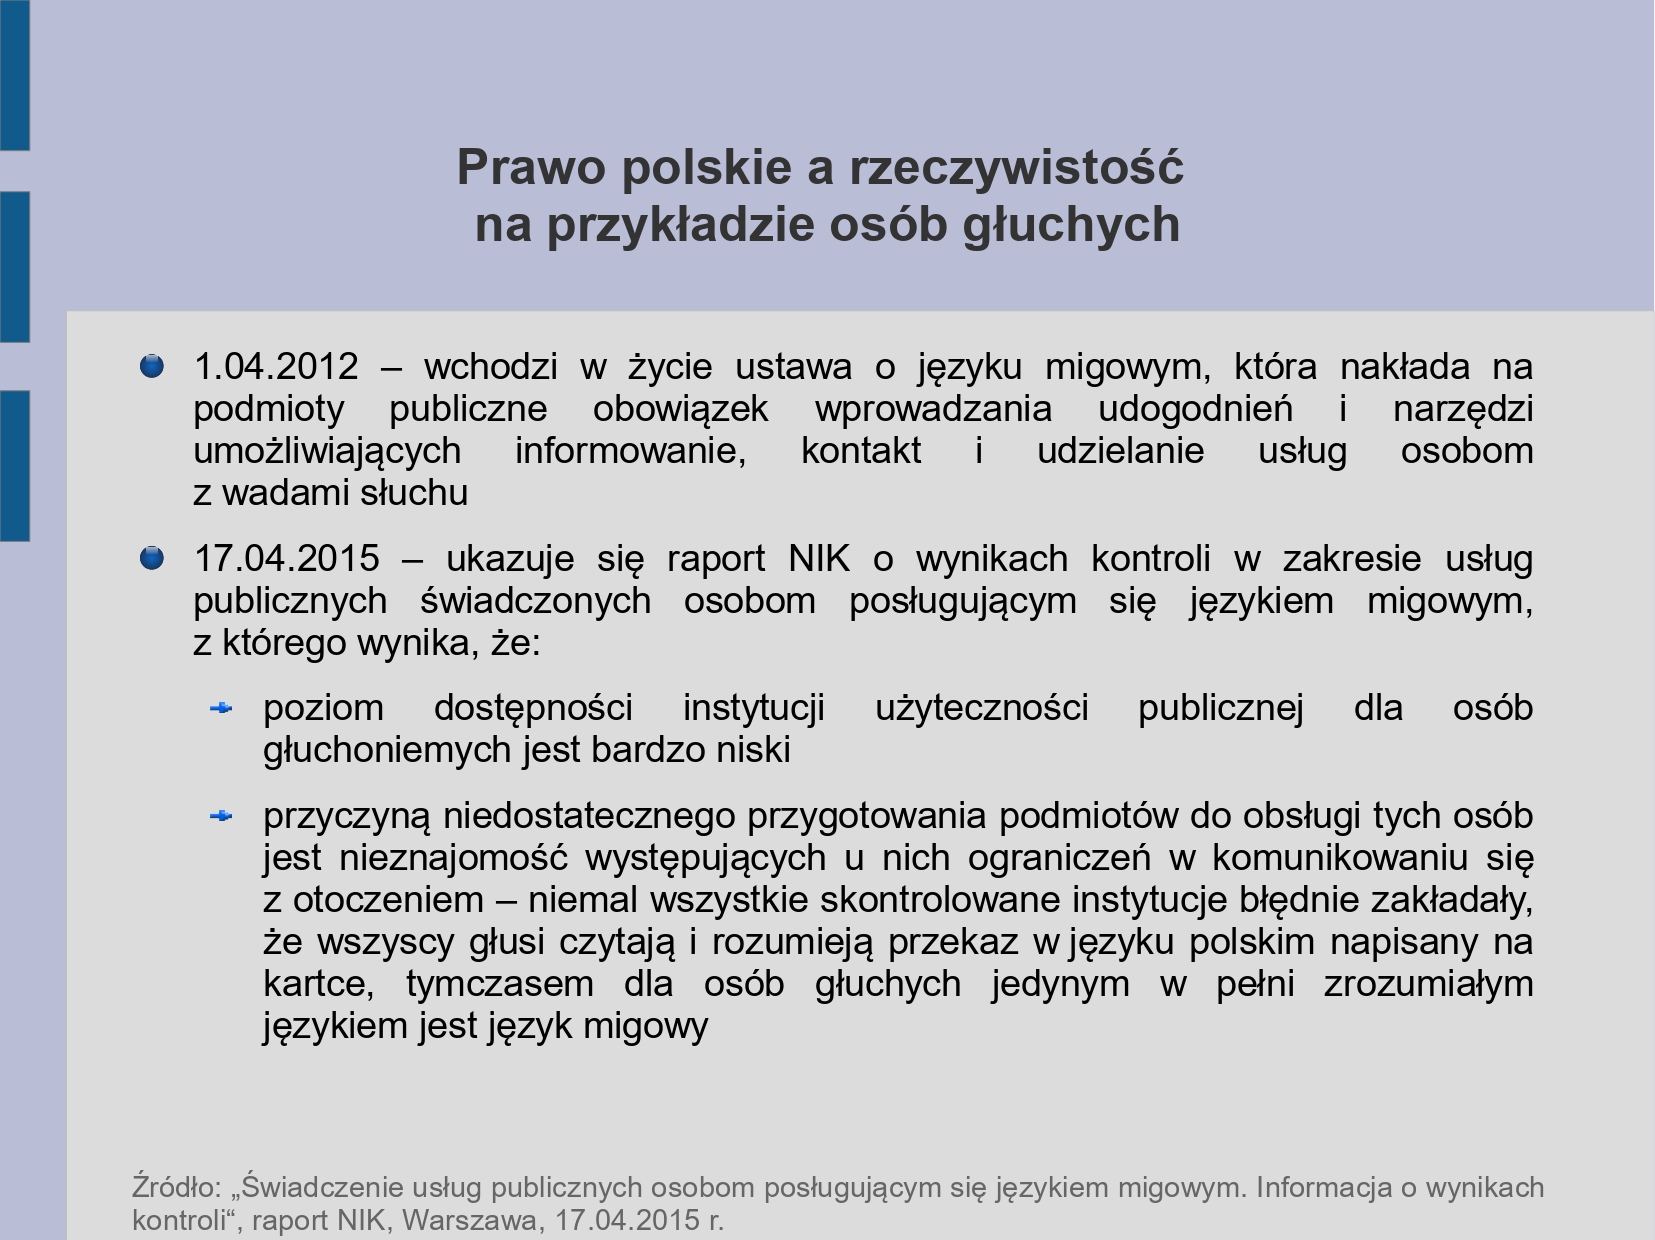 Prawo polskie a rzeczywistość
na przykładzie osób głuchych
1.04.2012 – wchodzi w życie ustawa o języku migowym, która nakłada na
podmioty publiczne obowiązek wprowadzania udogodnień i narzędzi
umożliwiających informowanie, kontakt i udzielanie usług osobom
z wadami słuchu
17.04.2015 – ukazuje się raport NIK o wynikach kontroli w zakresie usług
publicznych świadczonych osobom posługującym się językiem migowym,
z którego wynika, że:
poziom dostępności instytucji użyteczności publicznej dla osób
głuchoniemych jest bardzo niski
przyczyną niedostatecznego przygotowania podmiotów do obsługi tych osób
jest nieznajomość występujących u nich ograniczeń w komunikowaniu się
z otoczeniem – niemal wszystkie skontrolowane instytucje błędnie zakładały,
że wszyscy głusi czytają i rozumieją przekaz w języku polskim napisany na
kartce, tymczasem dla osób głuchych jedynym w pełni zrozumiałym
językiem jest język migowy
Źródło: „Świadczenie usług publicznych osobom posługującym się językiem migowym. Informacja o wynikach
kontroli“, raport NIK, Warszawa, 17.04.2015 r.